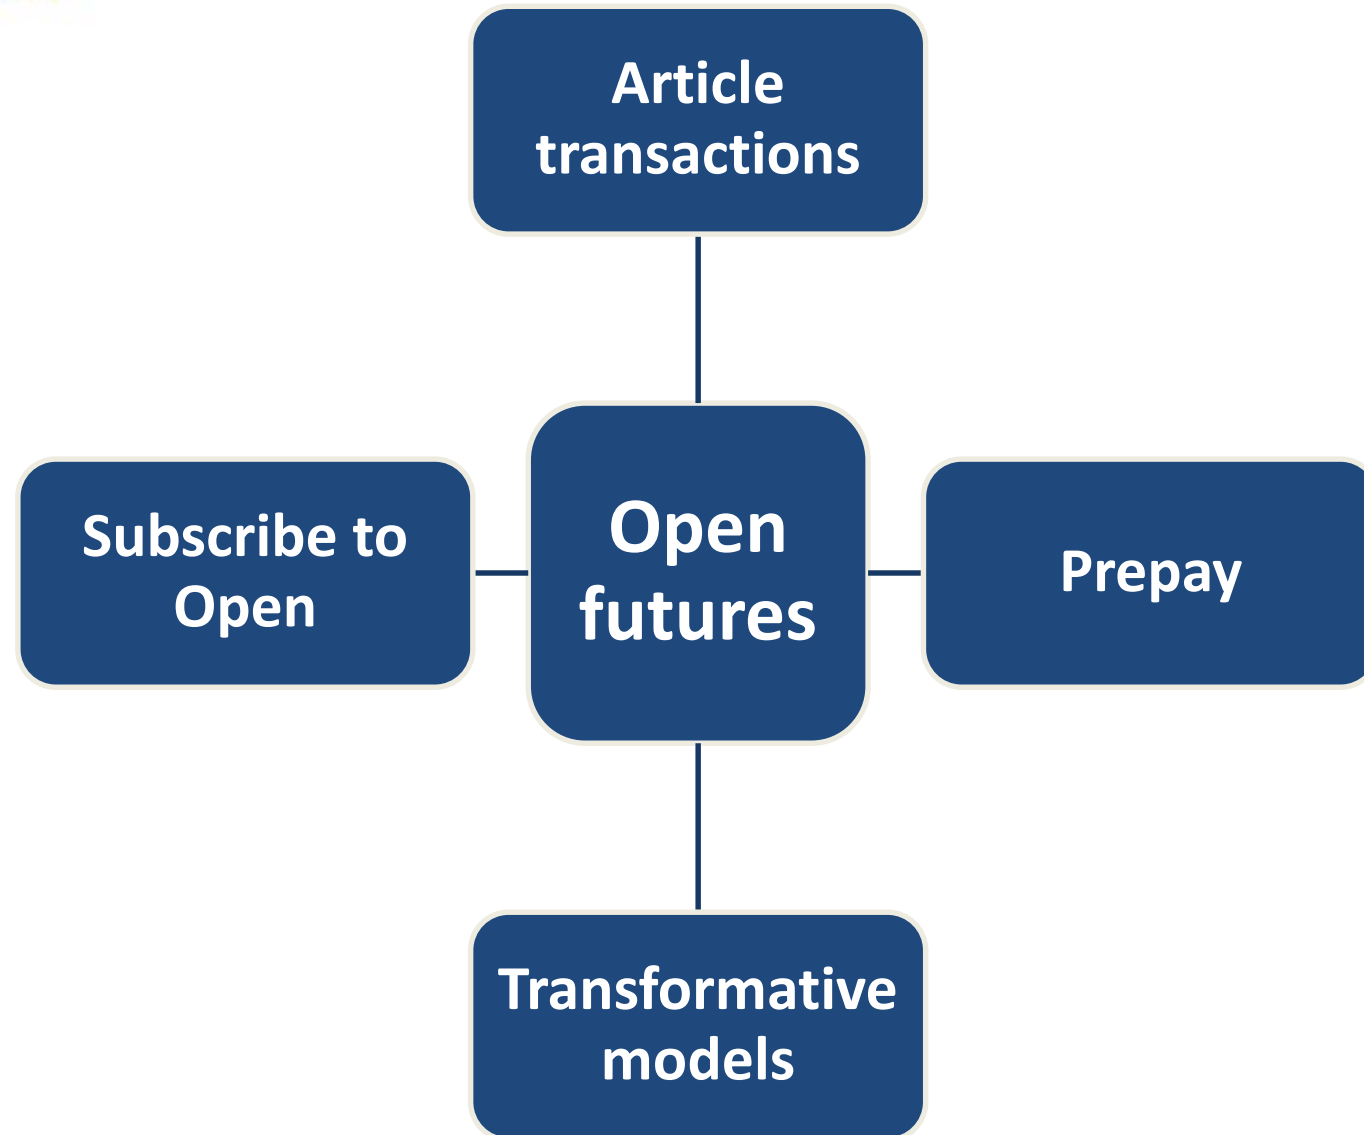 Article
transactions
Subscribe to
Open
Open
futures
Prepay
Transformative
models